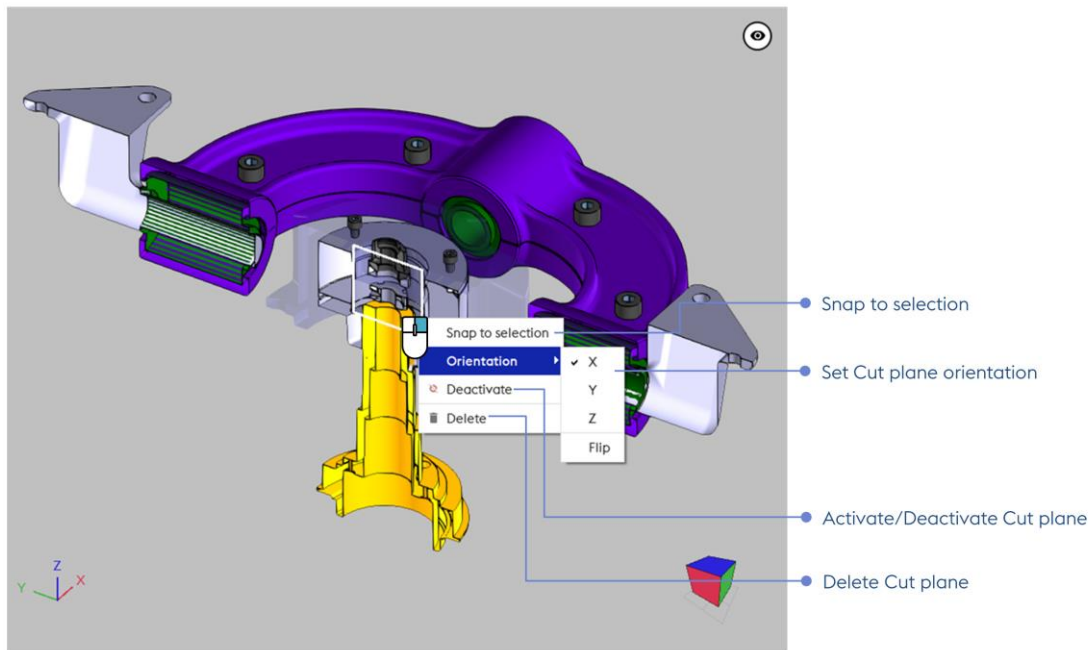 Snap to selection
Snap to selection
Orientation
X
Set Cut plane orientation
Deactivate
Y
Delete
Z
Flip
Activate/Deactivate Cut plane
Z
X
Y
Delete Cut plane